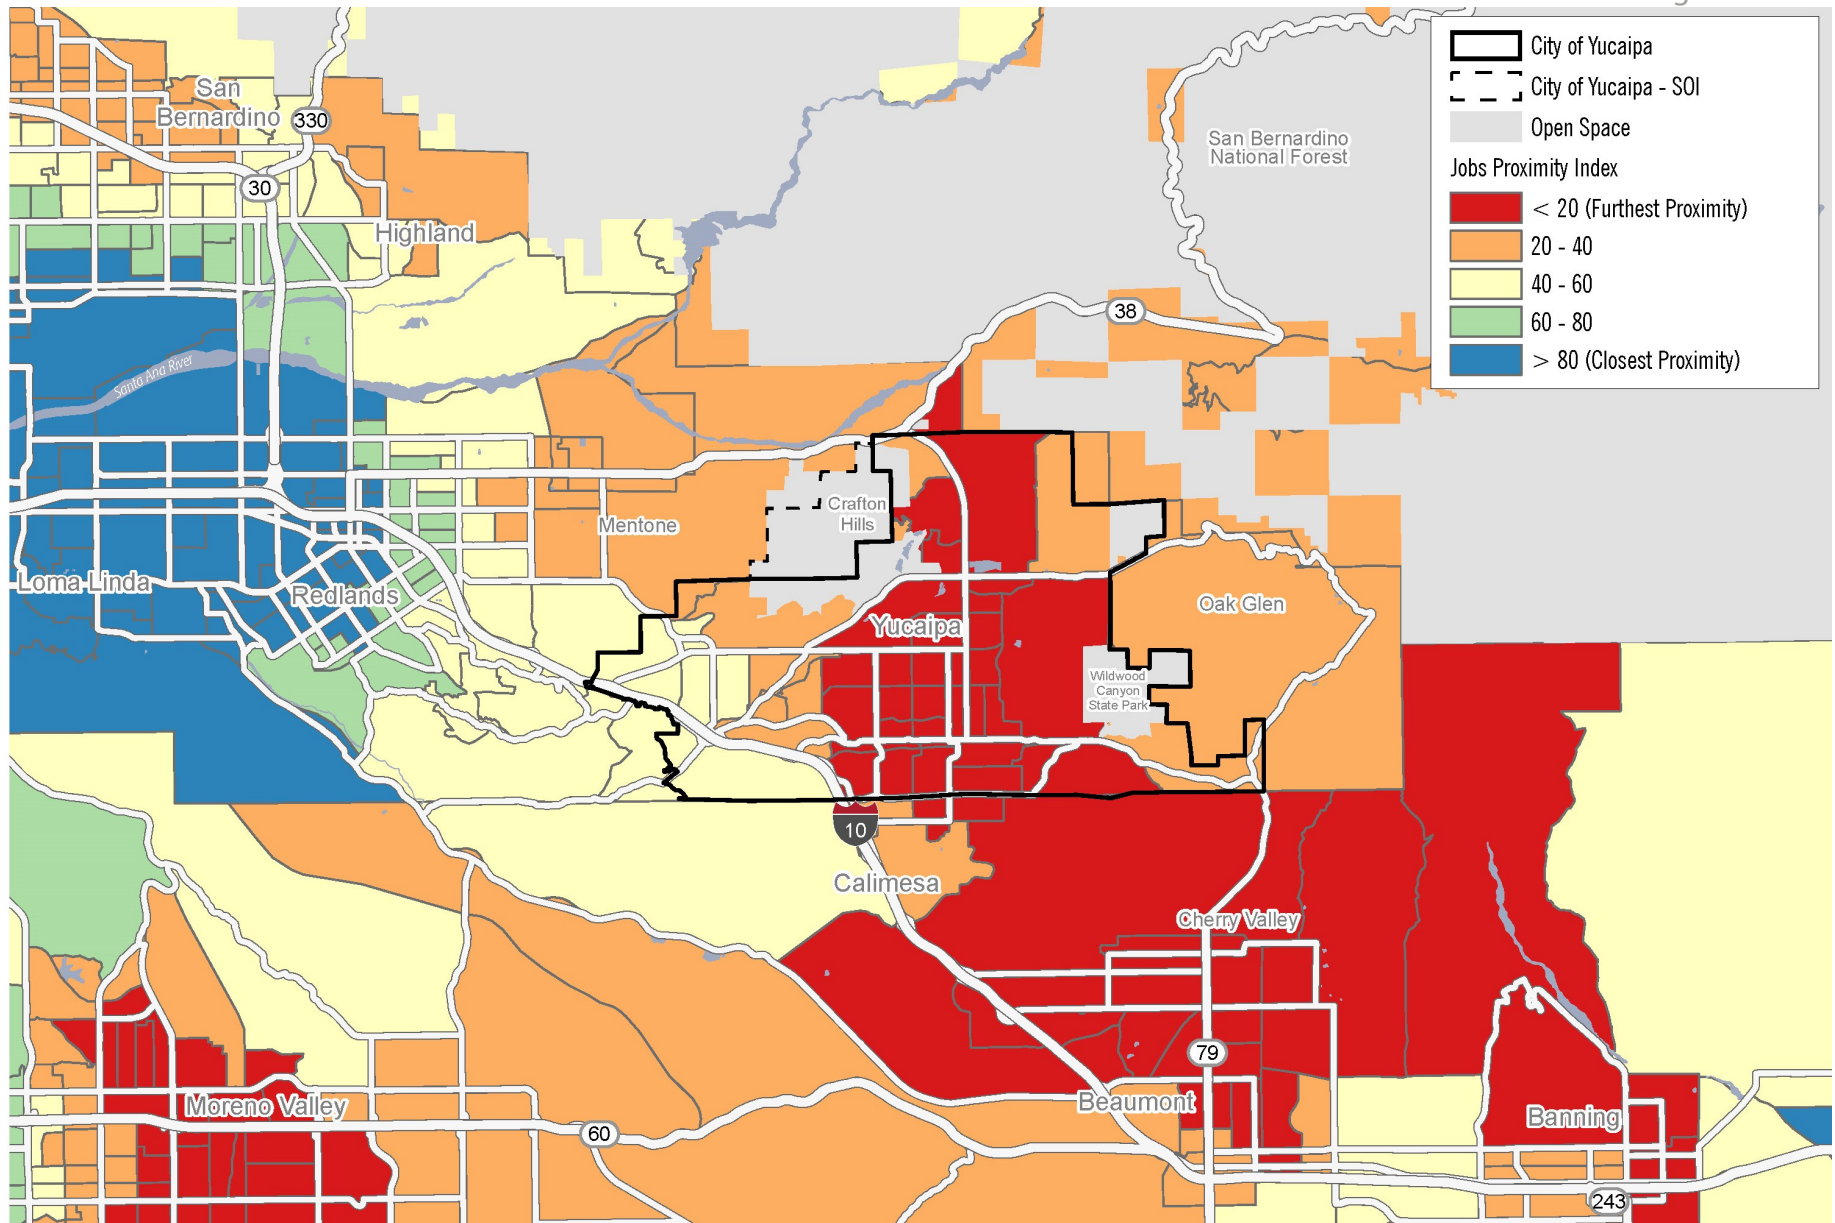 City of Yucaipa
City of Yucaipa - SOI
Open Space
Jobs Proximity Index
< 20 (Furthest Proximity)
20 - 40
40 - 60
60 - 80
> 80 (Closest Proximity)
San
Bernardino
330
30
Highland
San Bernardino
National Forest
38
Santa Ana River
Crafton
Hills
Mentone
Loma Linda
Redlands
Oak Glen
Yucaipa
Wildwood
Canyon
State Park
10
Calimesa
Cherry Valley
79
Moreno Valley
Beaumont
Banning
60
243